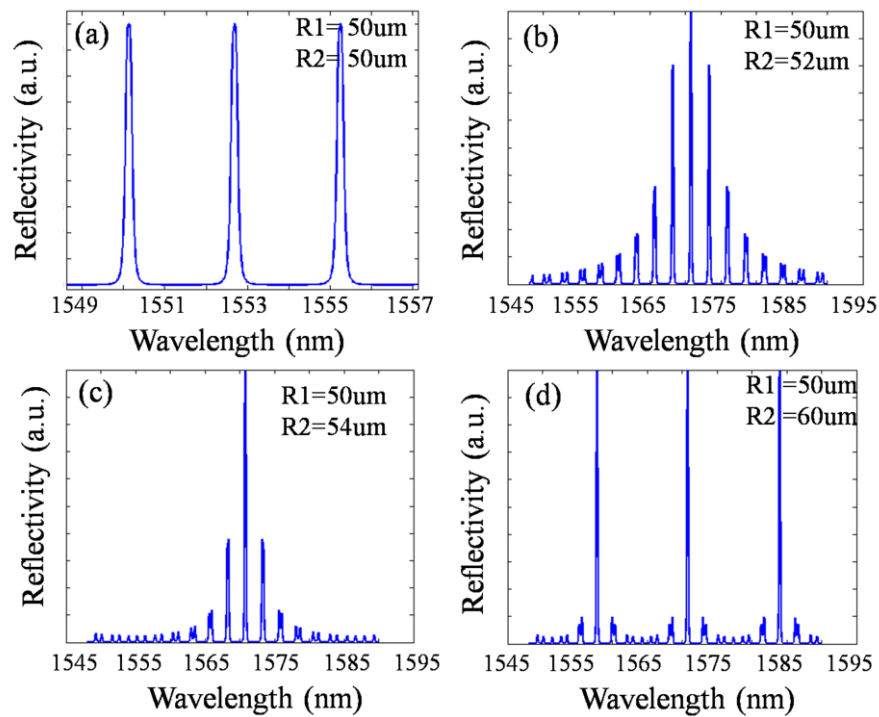 (a)
R1=50um
R2=50um
Reflectivity (a.u.)
1549 1551 1553 1555 1557
Wavelength (nm)
(b)
R1=50um
R2=52um
Reflectivity (a.u.)
1545 1555 1565 1575 1585 1595
Wavelength (nm)
(c)
R1=50um
R2=54um
Reflectivity (a.u.)
1545 1555 1565 1575 1585 1595
Wavelength (nm)
(d)
R1=50um
R2=60um
Reflectivity (a.u.)
1545 1555 1565 1575 1585 1595
Wavelength (nm)